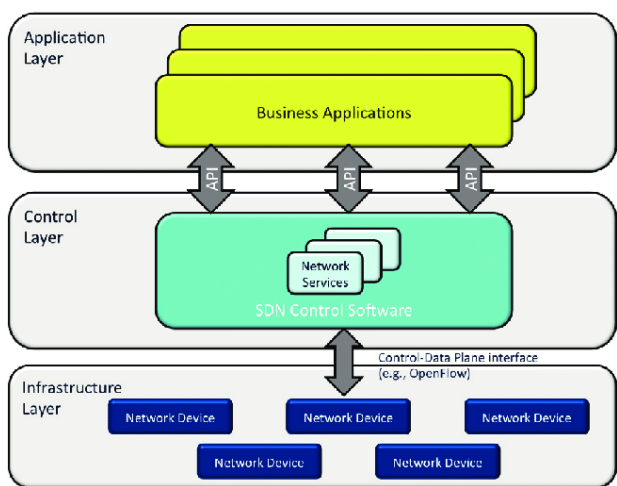 Application
Layer
Business Applications
API
API
API
Control
Layer
Network
Services
SDN Control Software
Control-Data Plane interface
(e.g., OpenFlow)
Infrastructure
Layer
Network Device
Network Device
Network Device
Network Device
Network Device